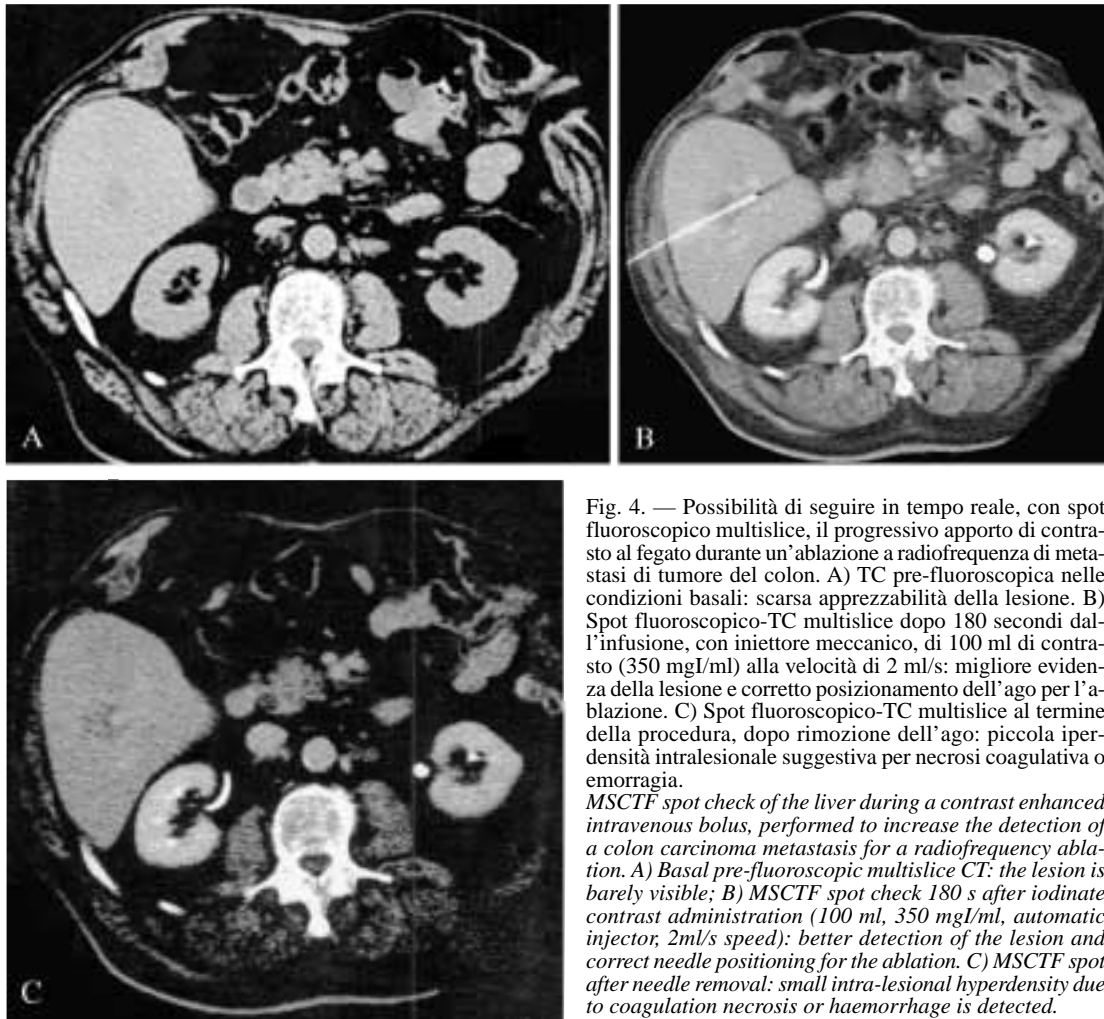 A
B
C
Fig. 4. — Possibilità di seguire in tempo reale, con spot
fluoroscopico multislice, il progressivo apporto di contra-
sto al fegato durante un'ablazione a radiofrequenza di meta-
stasi di tumore del colon. A) TC pre-fluoroscopica nelle
condizioni basali: scarsa apprezzabilità della lesione. B)
Spot fluoroscopico-TC multislice dopo 180 secondi dal-
l'infusione, con iniettore meccanico, di 100 ml di contra-
sto (350 mgI/ml) alla velocità di 2 ml/s: migliore eviden-
za della lesione e corretto posizionamento dell'ago per l'a-
blazione. C) Spot fluoroscopico-TC multislice al termine
della procedura, dopo rimozione dell'ago: piccola iper-
densità intralesionale suggestiva per necrosi coagulativa o
emorragia.
MSCTF spot check of the liver during a contrast enhanced
intravenous bolus, performed to increase the detection of
a colon carcinoma metastasis for a radiofrequency abla-
tion. A) Basal pre-fluoroscopic multislice CT: the lesion is
barely visible; B) MSCTF spot check 180 s after iodinate
contrast administration (100 ml, 350 mgI/ml, automatic
injector, 2ml/s speed): better detection of the lesion and
correct needle positioning for the ablation. C) MSCTF spot
after needle removal: small intra-lesional hyperdensity due
to coagulation necrosis or haemorrhage is detected.